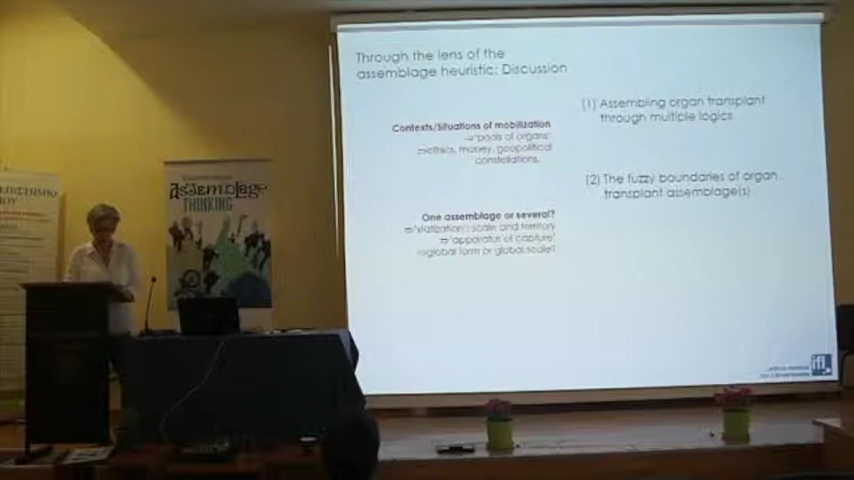 Through the lens of the
assemblage heuristic: Discussion
Contexts/Situations of mobilization
⇒'pools of organs'
⇒ethics, money, geopolitical
constellations,
One assemblage or several?
⇒'statization': scale and territory
⇒'apparatus of capture'
⇒global form or global scale?
(1) Assembling organ transplant
through multiple logics
(2) The fuzzy boundaries of organ
transplant assemblage(s)
ifl
AssemblagE
THINKING